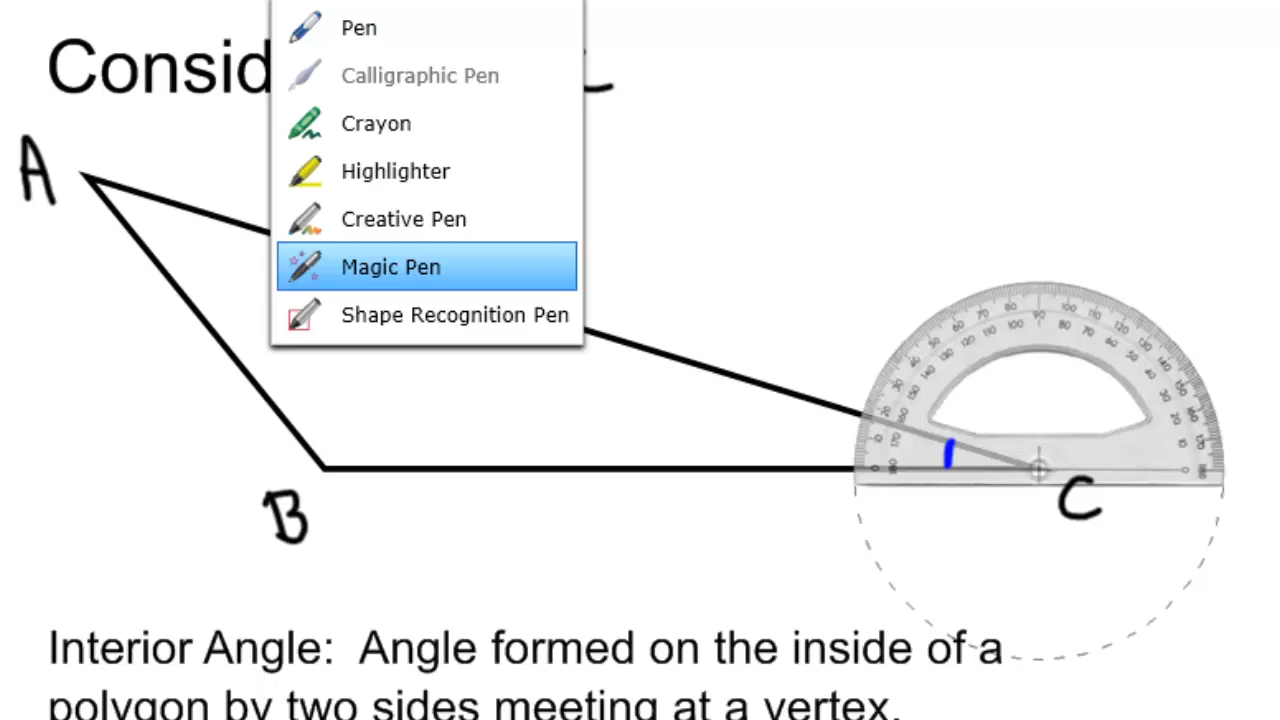 Pen
Consid
Calligraphic Pen
Crayon
A
Highlighter
Creative Pen
Magic Pen
Shape Recognition Pen
B
C
Interior Angle:  Angle formed on the inside of a
polygon by two sides meeting at a vertex.